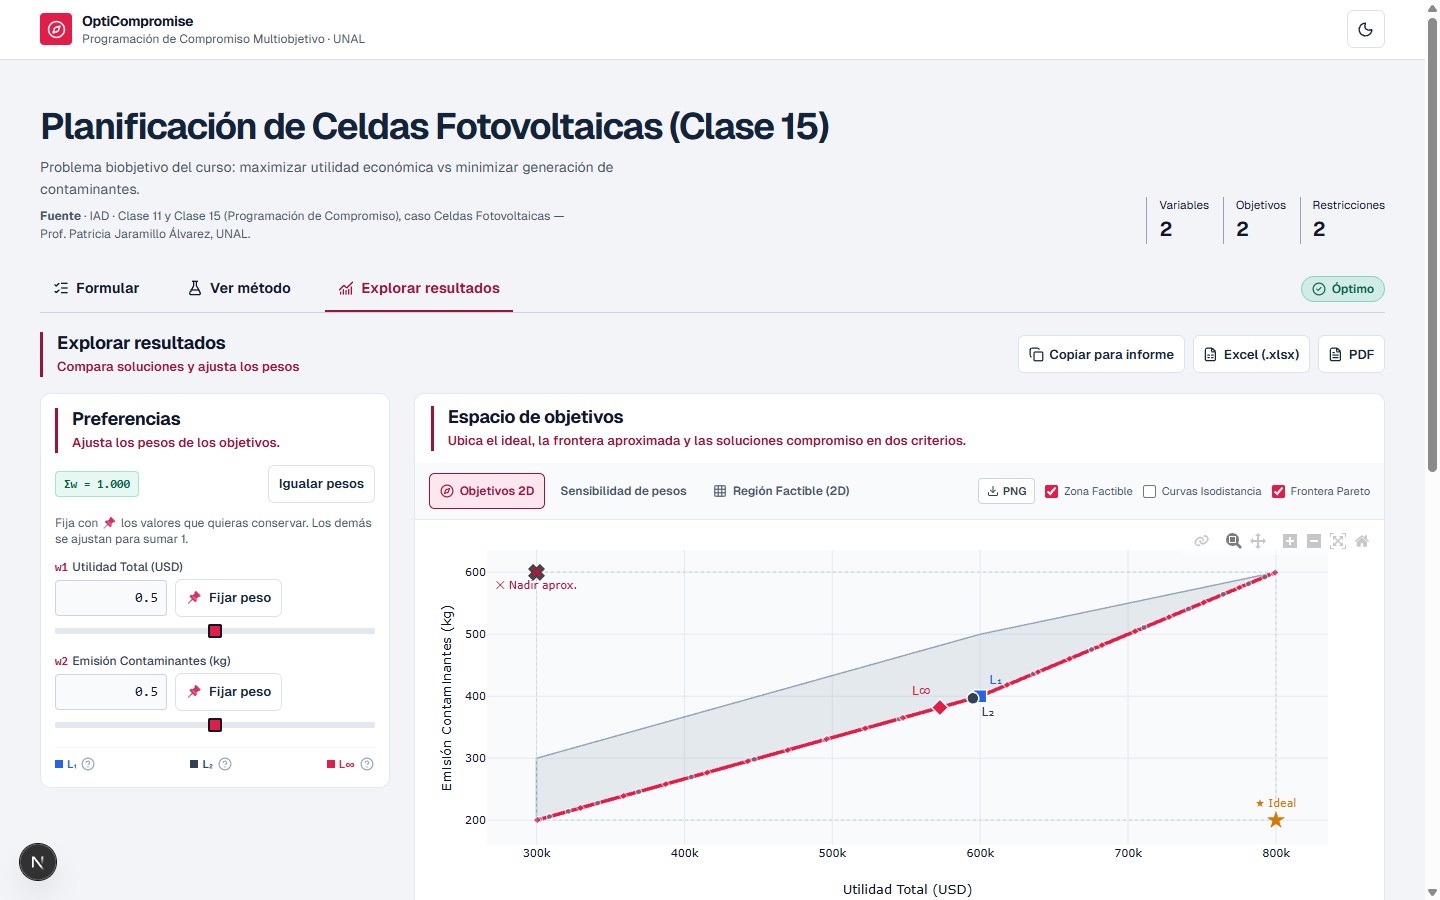 OptiCompromise
Programación de Compromiso Multiobjetivo · UNAL
Planificación de Celdas Fotovoltaicas (Clase 15)
Problema biobjetivo del curso: maximizar utilidad económica vs minimizar generación de
contaminantes.
Fuente · IAD · Clase 11 y Clase 15 (Programación de Compromiso), caso Celdas Fotovoltaicas —
Prof. Patricia Jaramillo Álvarez, UNAL.
Variables
2
Objetivos
2
Restricciones
2
Formular
Ver método
Explorar resultados
Óptimo
Explorar resultados
Compara soluciones y ajusta los pesos
Copiar para informe
Excel (.xlsx)
PDF
Preferencias
Ajusta los pesos de los objetivos.
Σw = 1.000
Igualar pesos
Fija con 📌 los valores que quieras conservar. Los demás
se ajustan para sumar 1.
w1 Utilidad Total (USD)
0.5
📌 Fijar peso
w2 Emisión Contaminantes (kg)
0.5
📌 Fijar peso
L₁ ?
L₂ ?
L∞ ?
N
Espacio de objetivos
Ubica el ideal, la frontera aproximada y las soluciones compromiso en dos criterios.
Objetivos 2D
Sensibilidad de pesos
Región Factible (2D)
PNG
Zona Factible
Curvas Isodistancia
Frontera Pareto
Emisión Contaminantes (kg)
600
500
400
300
200
✕ Nadir aprox.
L∞
L₁
L₂
★ Ideal
300k
400k
500k
600k
700k
800k
Utilidad Total (USD)